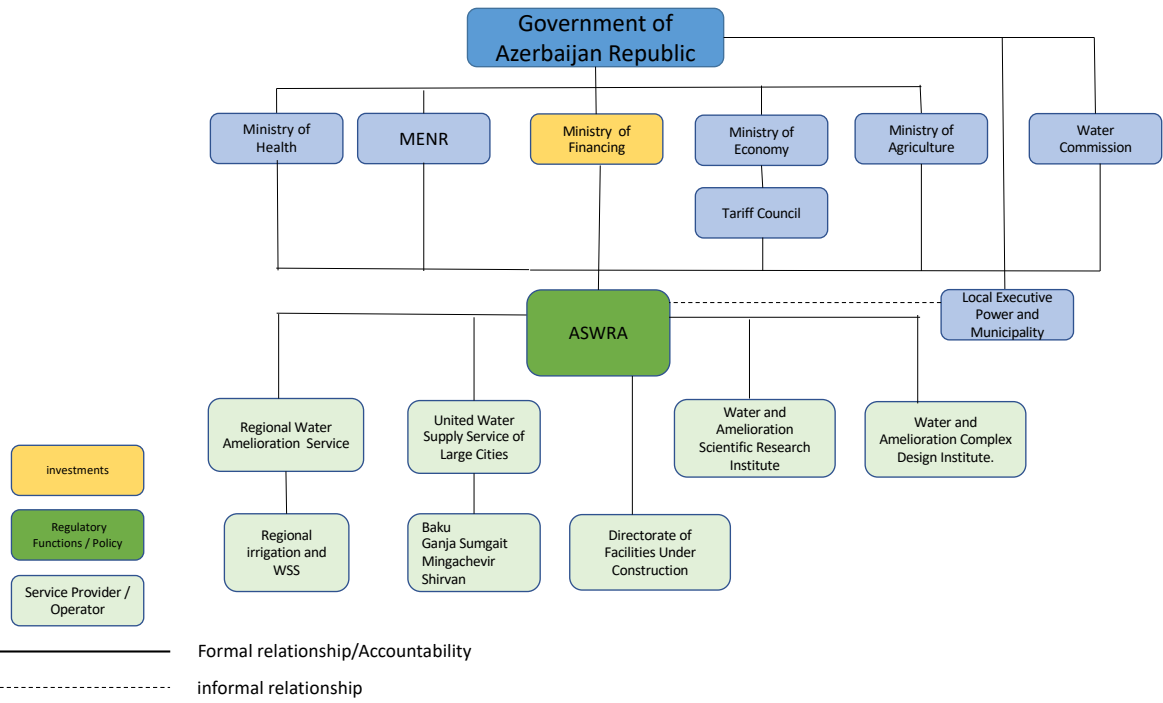 Government of
Azerbaijan Republic
Ministry of
Health
MENR
Ministry of
Financing
Ministry of
Economy
Ministry of
Agriculture
Water
Commission
Tariff Council
Local Executive
Power and
Municipality
ASWRA
Regional Water
Amelioration Service
United Water
Supply Service of
Large Cities
Water and
Amelioration
Scientific Research
Institute
Water and
Amelioration Complex
Design Institute.
Regional
irrigation and
WSS
Baku
Ganja Sumgait
Mingachevir
Shirvan
Directorate of
Facilities Under
Construction
investments
Regulatory
Functions / Policy
Service Provider /
Operator
Formal relationship/Accountability
informal relationship